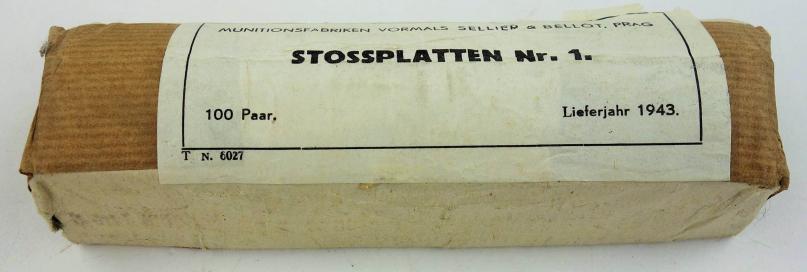 MUNITIONSFABRIKEN VORMALS SELLIER & BELLOT, PRAG
STOSSPLATTEN Nr. 1.
100 Paar.
Lieferjahr 1943.
T N. 6027